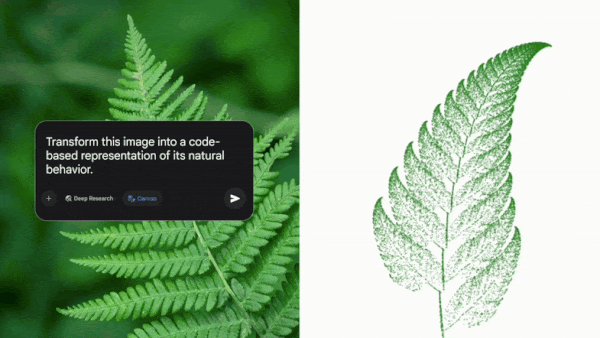 Transform this image into a code-
based representation of its natural
behavior.
Deep Research
Canvas